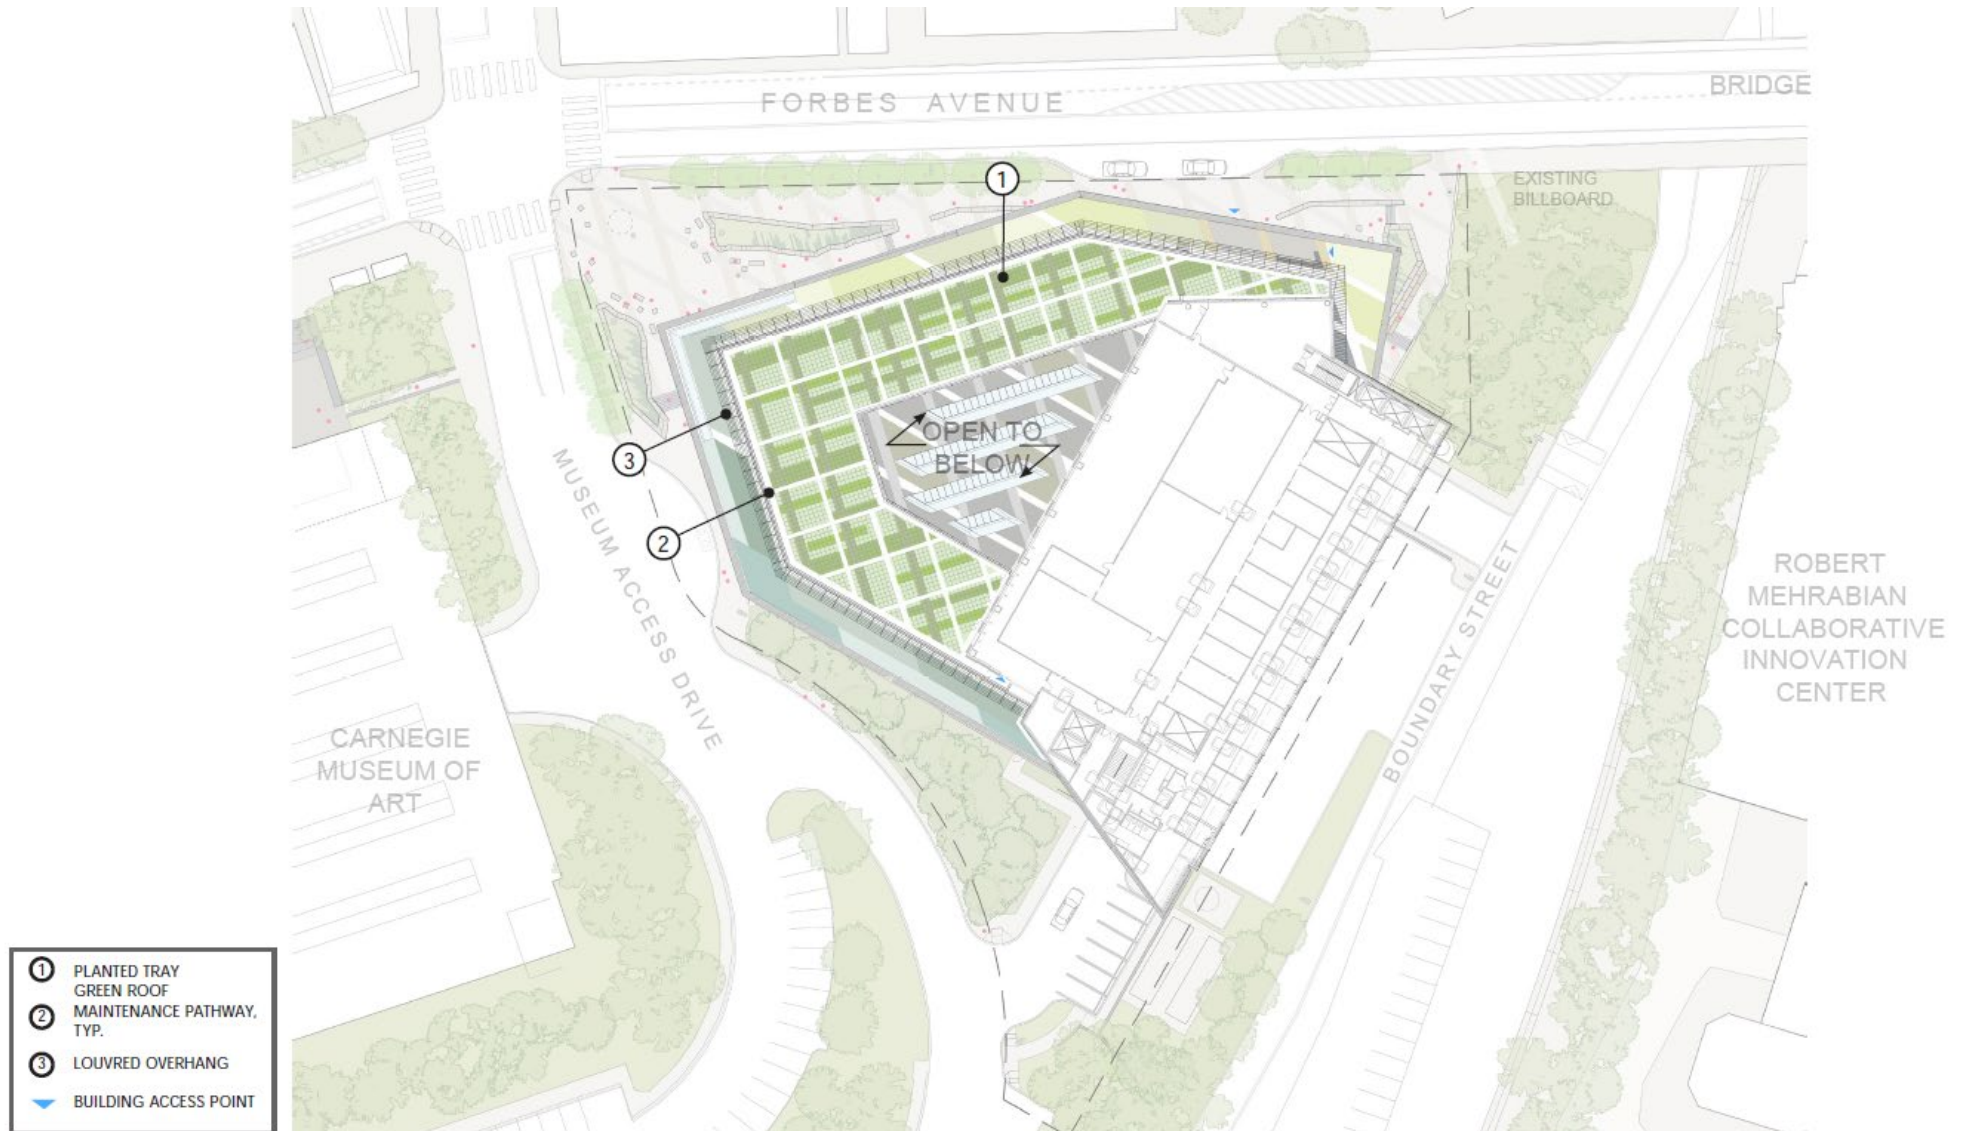 FORBES AVENUE
BRIDGE
1
EXISTING
BILLBOARD
OPEN TO
BELOW
3
2
MUSEUM ACCESS DRIVE
BOUNDARY STREET
ROBERT
MEHRABIAN
COLLABORATIVE
INNOVATION
CENTER
CARNEGIE
MUSEUM OF
ART
1 PLANTED TRAY
GREEN ROOF
2 MAINTENANCE PATHWAY,
TYP.
3 LOUVRED OVERHANG
BUILDING ACCESS POINT